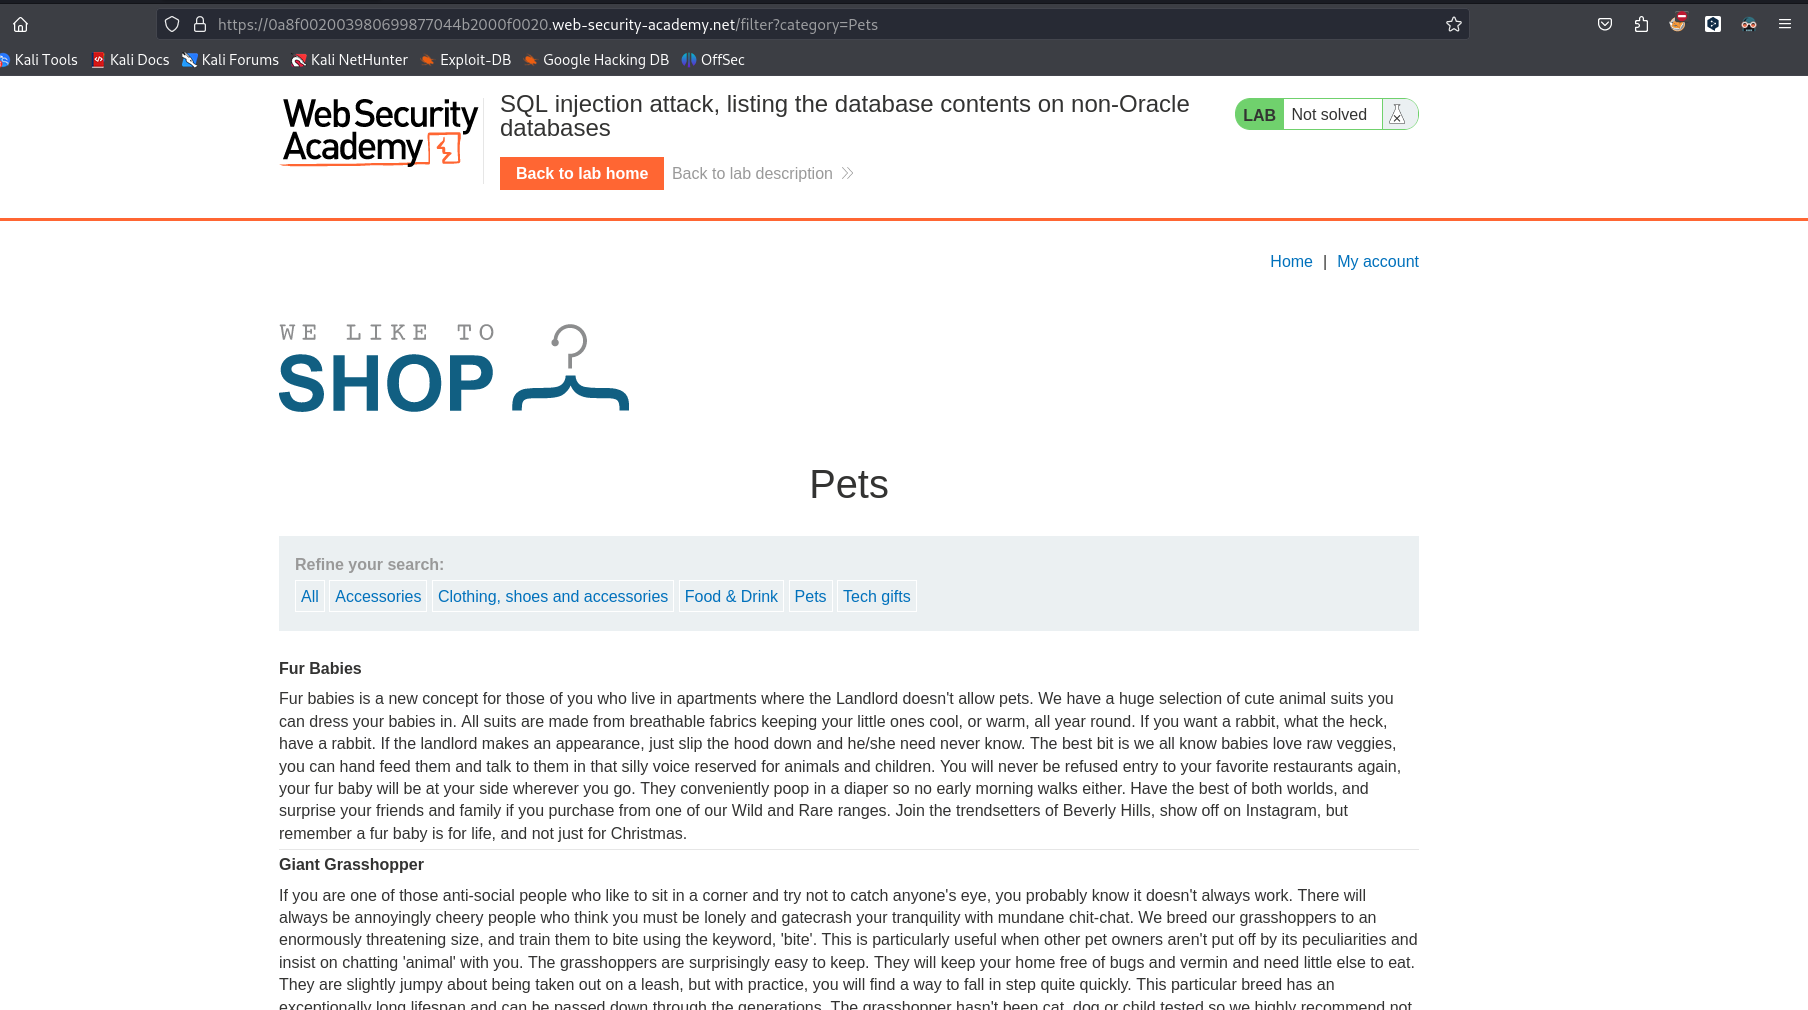 https://0a8f002003980699877044b2000f0020.web-security-academy.net/filter?category=Pets
Kali Tools Kali Docs Kali Forums Kali NetHunter Exploit-DB Google Hacking DB OffSec
Web Security
Academy
SQL injection attack, listing the database contents on non-Oracle
databases
LAB Not solved
Back to lab home Back to lab description
Home | My account
WE LIKE TO
SHOP
Pets
Refine your search:
All Accessories Clothing, shoes and accessories Food & Drink Pets Tech gifts
Fur Babies
Fur babies is a new concept for those of you who live in apartments where the Landlord doesn't allow pets. We have a huge selection of cute animal suits you
can dress your babies in. All suits are made from breathable fabrics keeping your little ones cool, or warm, all year round. If you want a rabbit, what the heck,
have a rabbit. If the landlord makes an appearance, just slip the hood down and he/she need never know. The best bit is we all know babies love raw veggies,
you can hand feed them and talk to them in that silly voice reserved for animals and children. You will never be refused entry to your favorite restaurants again,
your fur baby will be at your side wherever you go. They conveniently poop in a diaper so no early morning walks either. Have the best of both worlds, and
surprise your friends and family if you purchase from one of our Wild and Rare ranges. Join the trendsetters of Beverly Hills, show off on Instagram, but
remember a fur baby is for life, and not just for Christmas.
Giant Grasshopper
If you are one of those anti-social people who like to sit in a corner and try not to catch anyone's eye, you probably know it doesn't always work. There will
always be annoyingly cheery people who think you must be lonely and gatecrash your tranquility with mundane chit-chat. We breed our grasshoppers to an
enormously threatening size, and train them to bite using the keyword, 'bite'. This is particularly useful when other pet owners aren't put off by its peculiarities and
insist on chatting 'animal' with you. The grasshoppers are surprisingly easy to keep. They will keep your home free of bugs and vermin and need little else to eat.
They are slightly jumpy about being taken out on a leash, but with practice, you will find a way to fall in step quite quickly. This particular breed has an
exceptionally long lifespan and can be passed down through the generations. The grasshopper hasn't been cat, dog or child tested so we highly recommend not